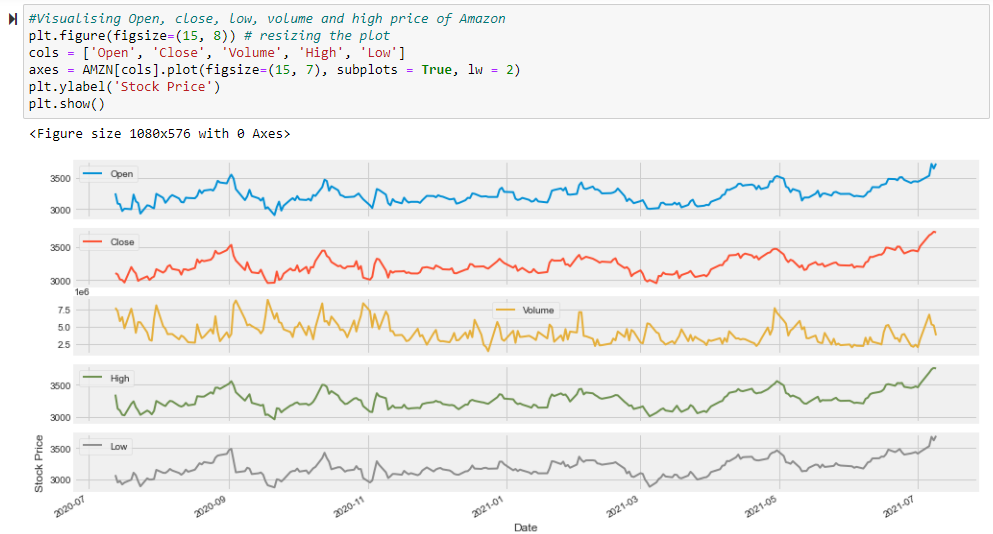 #Visualising Open, close, low, volume and high price of Amazon
plt.figure(figsize=(15, 8)) # resizing the plot
cols = ['Open', 'Close', 'Volume', 'High', 'Low']
axes = AMZN[cols].plot(figsize=(15, 7), subplots = True, lw = 2)
plt.ylabel('Stock Price')
plt.show()
<Figure size 1080x576 with 0 Axes>
Open
3500
3000
Close
3500
3000
1e6
Volume
7.5
5.0
2.5
High
3500
3000
Low
3500
3000
Stock Price
2020-07 2020-09 2020-11 2021-01 2021-03 2021-05 2021-07
Date